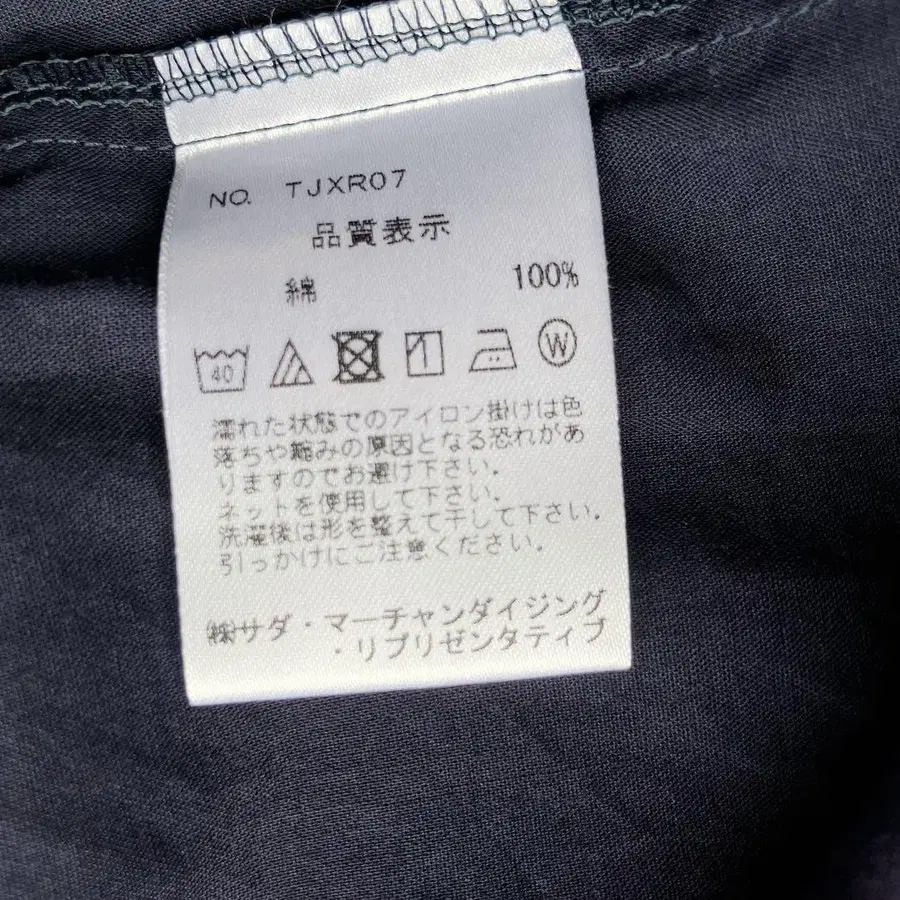 NO. TJXR07
品質表示
綿 100%
40 W
濡れた状態でのアイロン掛けは色
落ちや縮みの原因となる恐れがあ
りますのでお避け下さい.
ネットを使用して下さい.
洗濯後は形を整えて干して下さい.
引っかけにご注意ください.
㈱サダ・マーチャンダイジング
・リプリゼンタティブ